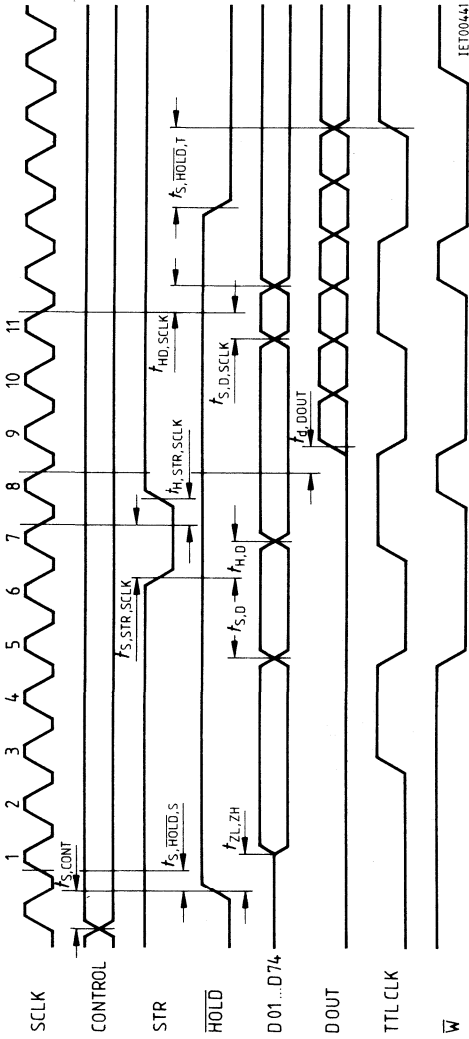 SCLK
1 2 3 4 5 6 7 8 9 10 11
CONTROL
tS,CONT
STR
tS,STR,SCLK
tH,STR,SCLK
HOLD
tS,HOLD,S
tHD,SCLK
tS,HOLD,T
D01...D74
tZL,ZH
tS,D
tH,D
tS,D,SCLK
DOUT
td,DOUT
TTL CLK
W
IET00441